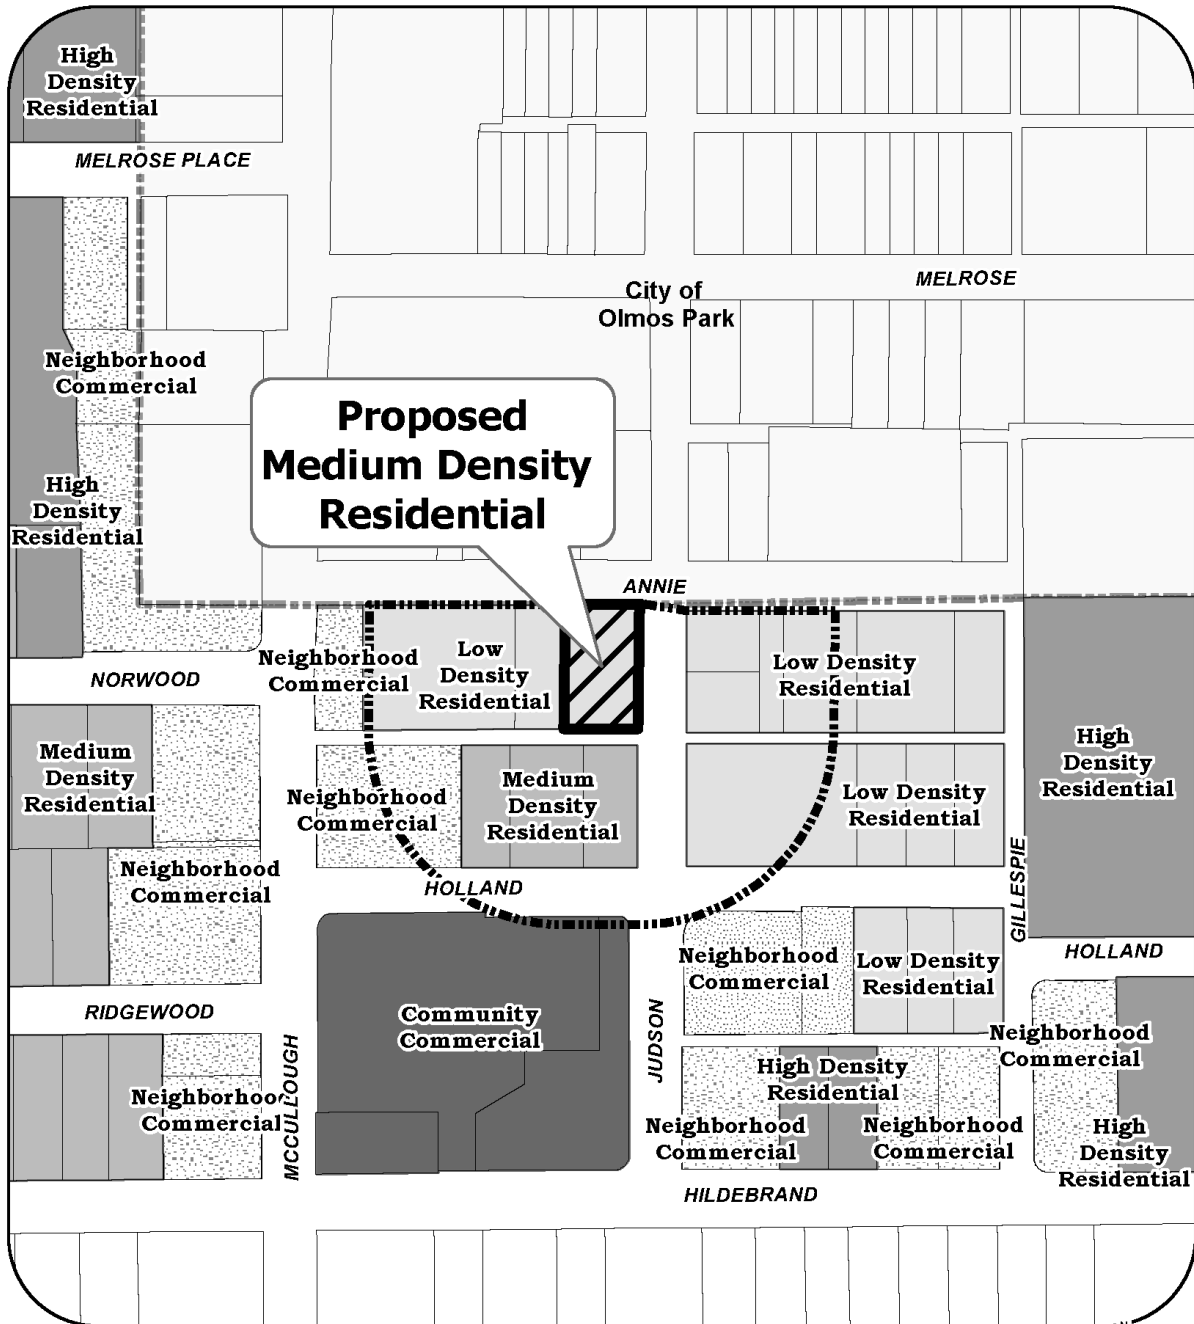 High
Density
Residential
MELROSE PLACE
MELROSE
City of
Olmos Park
Neighborhood
Commercial
Proposed
Medium Density
Residential
High
Density
Residential
ANNIE
NORWOOD
Neighborhood
Commercial
Low
Density
Residential
Low Density
Residential
High
Density
Residential
Medium
Density
Residential
Neighborhood
Commercial
Medium
Density
Residential
Low Density
Residential
Neighborhood
Commercial
HOLLAND
GILLESPIE
HOLLAND
Neighborhood
Commercial
Low Density
Residential
RIDGEWOOD
Community
Commercial
JUDSON
Neighborhood
Commercial
MCCULLOUGH
Neighborhood
Commercial
High Density
Residential
Neighborhood
Commercial
Neighborhood
Commercial
High
Density
Residential
HILDEBRAND